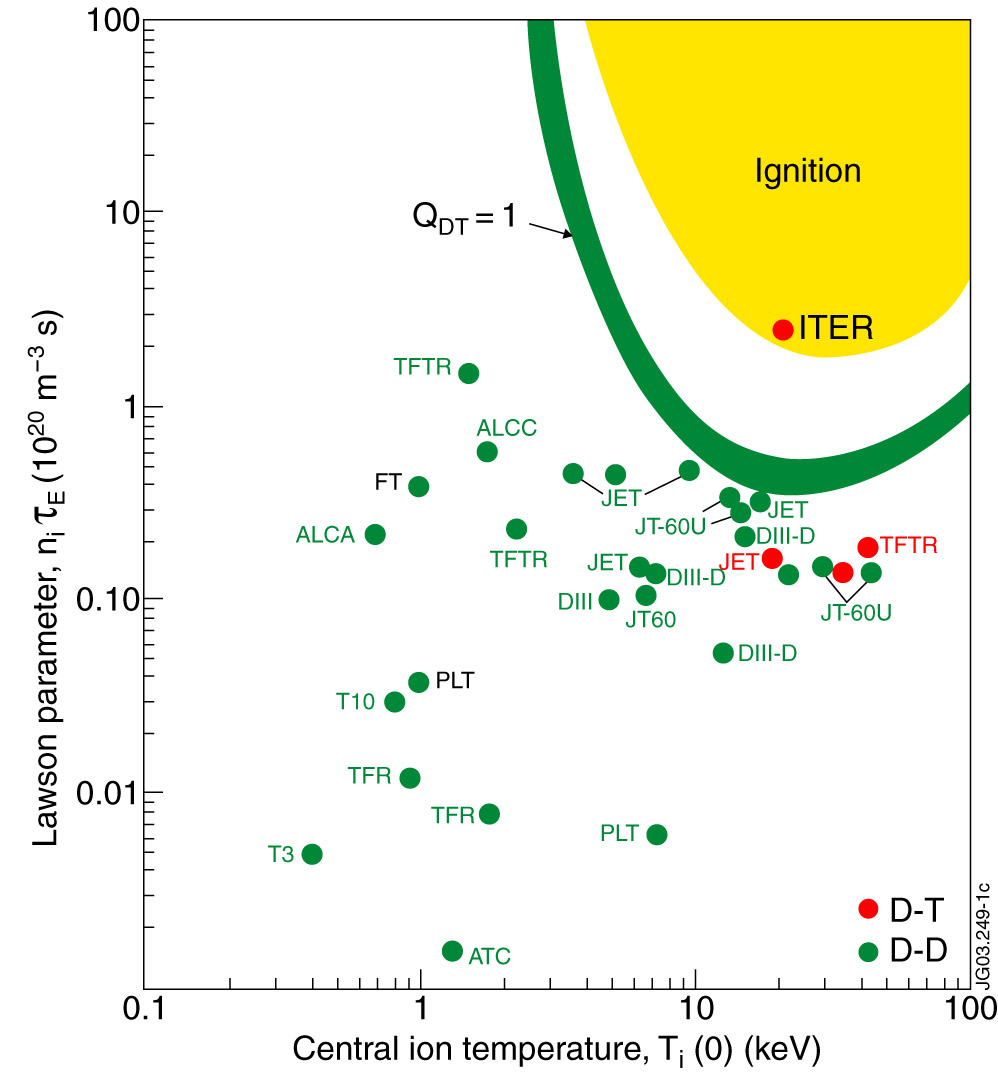 100
Ignition
10
QDT = 1
ITER
TFTR
1
ALCC
FT
JET
JET
JT-60U
ALCA
DIII-D
TFTR
TFTR
JET
JET
DIII-D
0.10
DIII
JT60
JT-60U
DIII-D
PLT
T10
TFR
0.01
TFR
PLT
T3
D-T
D-D
ATC
0.1
1
10
100
Central ion temperature, Ti (0) (keV)
Lawson parameter, ni τE (10²⁰ m⁻³ s)
JG03.249-1c